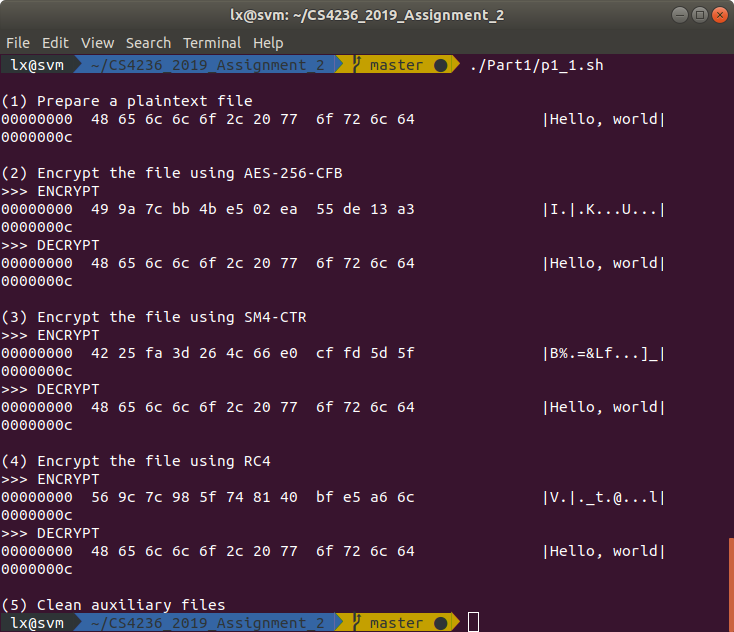 lx@svm: ~/CS4236_2019_Assignment_2
File Edit View Search Terminal Help
lx@svm ~/CS4236_2019_Assignment_2 master ● ./Part1/p1_1.sh
(1) Prepare a plaintext file
00000000  48 65 6c 6c 6f 2c 20 77  6f 72 6c 64              |Hello, world|
0000000c
(2) Encrypt the file using AES-256-CFB
>>> ENCRYPT
00000000  49 9a 7c bb 4b e5 02 ea  55 de 13 a3              |I.|.K...U...|
0000000c
>>> DECRYPT
00000000  48 65 6c 6c 6f 2c 20 77  6f 72 6c 64              |Hello, world|
0000000c
(3) Encrypt the file using SM4-CTR
>>> ENCRYPT
00000000  42 25 fa 3d 26 4c 66 e0  cf fd 5d 5f              |B%.=&Lf...]_|
0000000c
>>> DECRYPT
00000000  48 65 6c 6c 6f 2c 20 77  6f 72 6c 64              |Hello, world|
0000000c
(4) Encrypt the file using RC4
>>> ENCRYPT
00000000  56 9c 7c 98 5f 74 81 40  bf e5 a6 6c              |V.|._t.@...l|
0000000c
>>> DECRYPT
00000000  48 65 6c 6c 6f 2c 20 77  6f 72 6c 64              |Hello, world|
0000000c
(5) Clean auxiliary files
lx@svm ~/CS4236_2019_Assignment_2 master ●